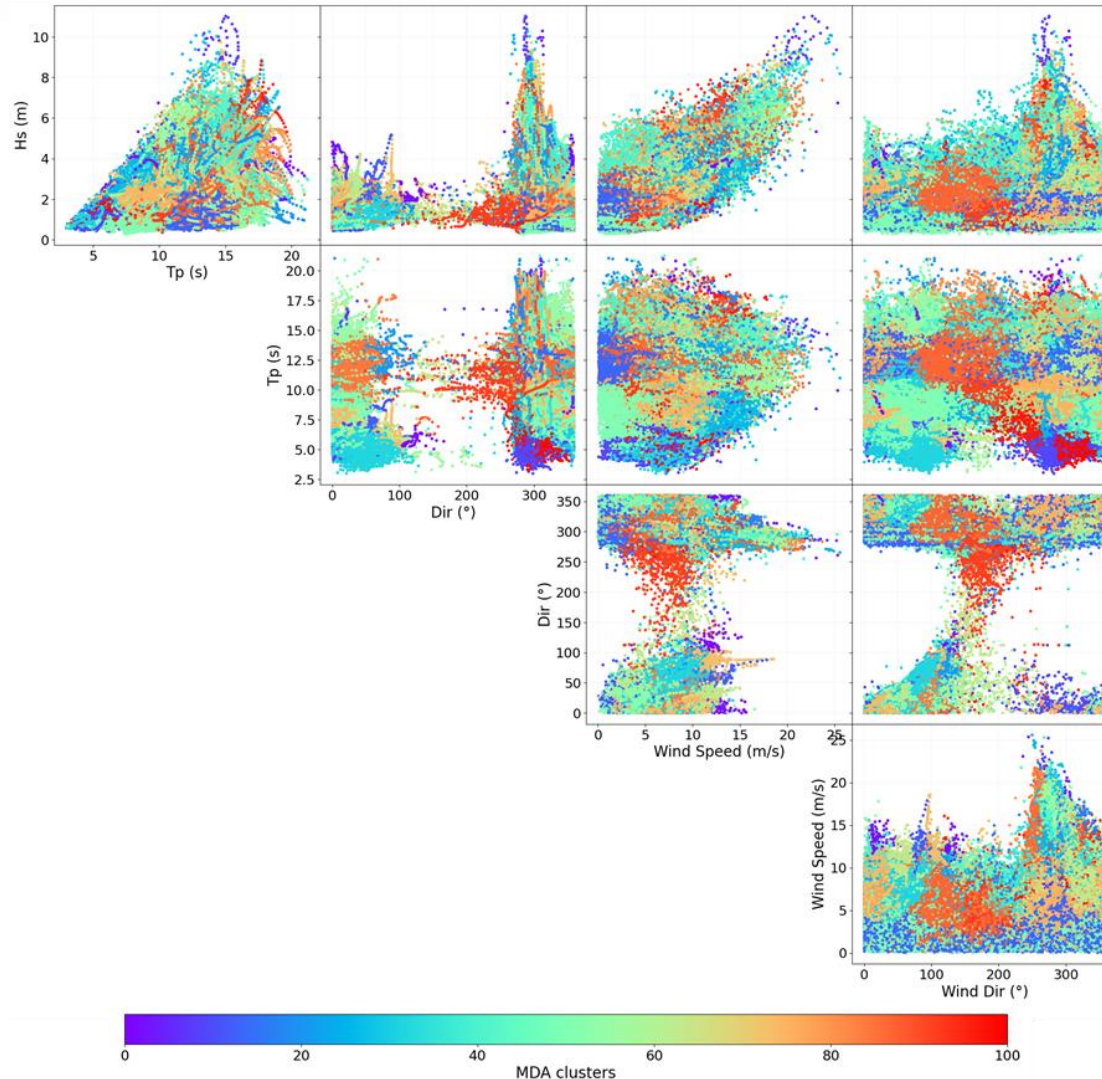 Hs (m)
10
8
6
4
2
0
5 10 15 20
Tp (s)
Tp (s)
20.0
17.5
15.0
12.5
10.0
7.5
5.0
2.5
0 100 200 300
Dir (°)
Dir (°)
350
300
250
200
150
100
50
0
0 5 10 15 20 25
Wind Speed (m/s)
Wind Speed (m/s)
25
20
15
10
5
0
0 100 200 300
Wind Dir (°)
0 20 40 60 80 100
MDA clusters